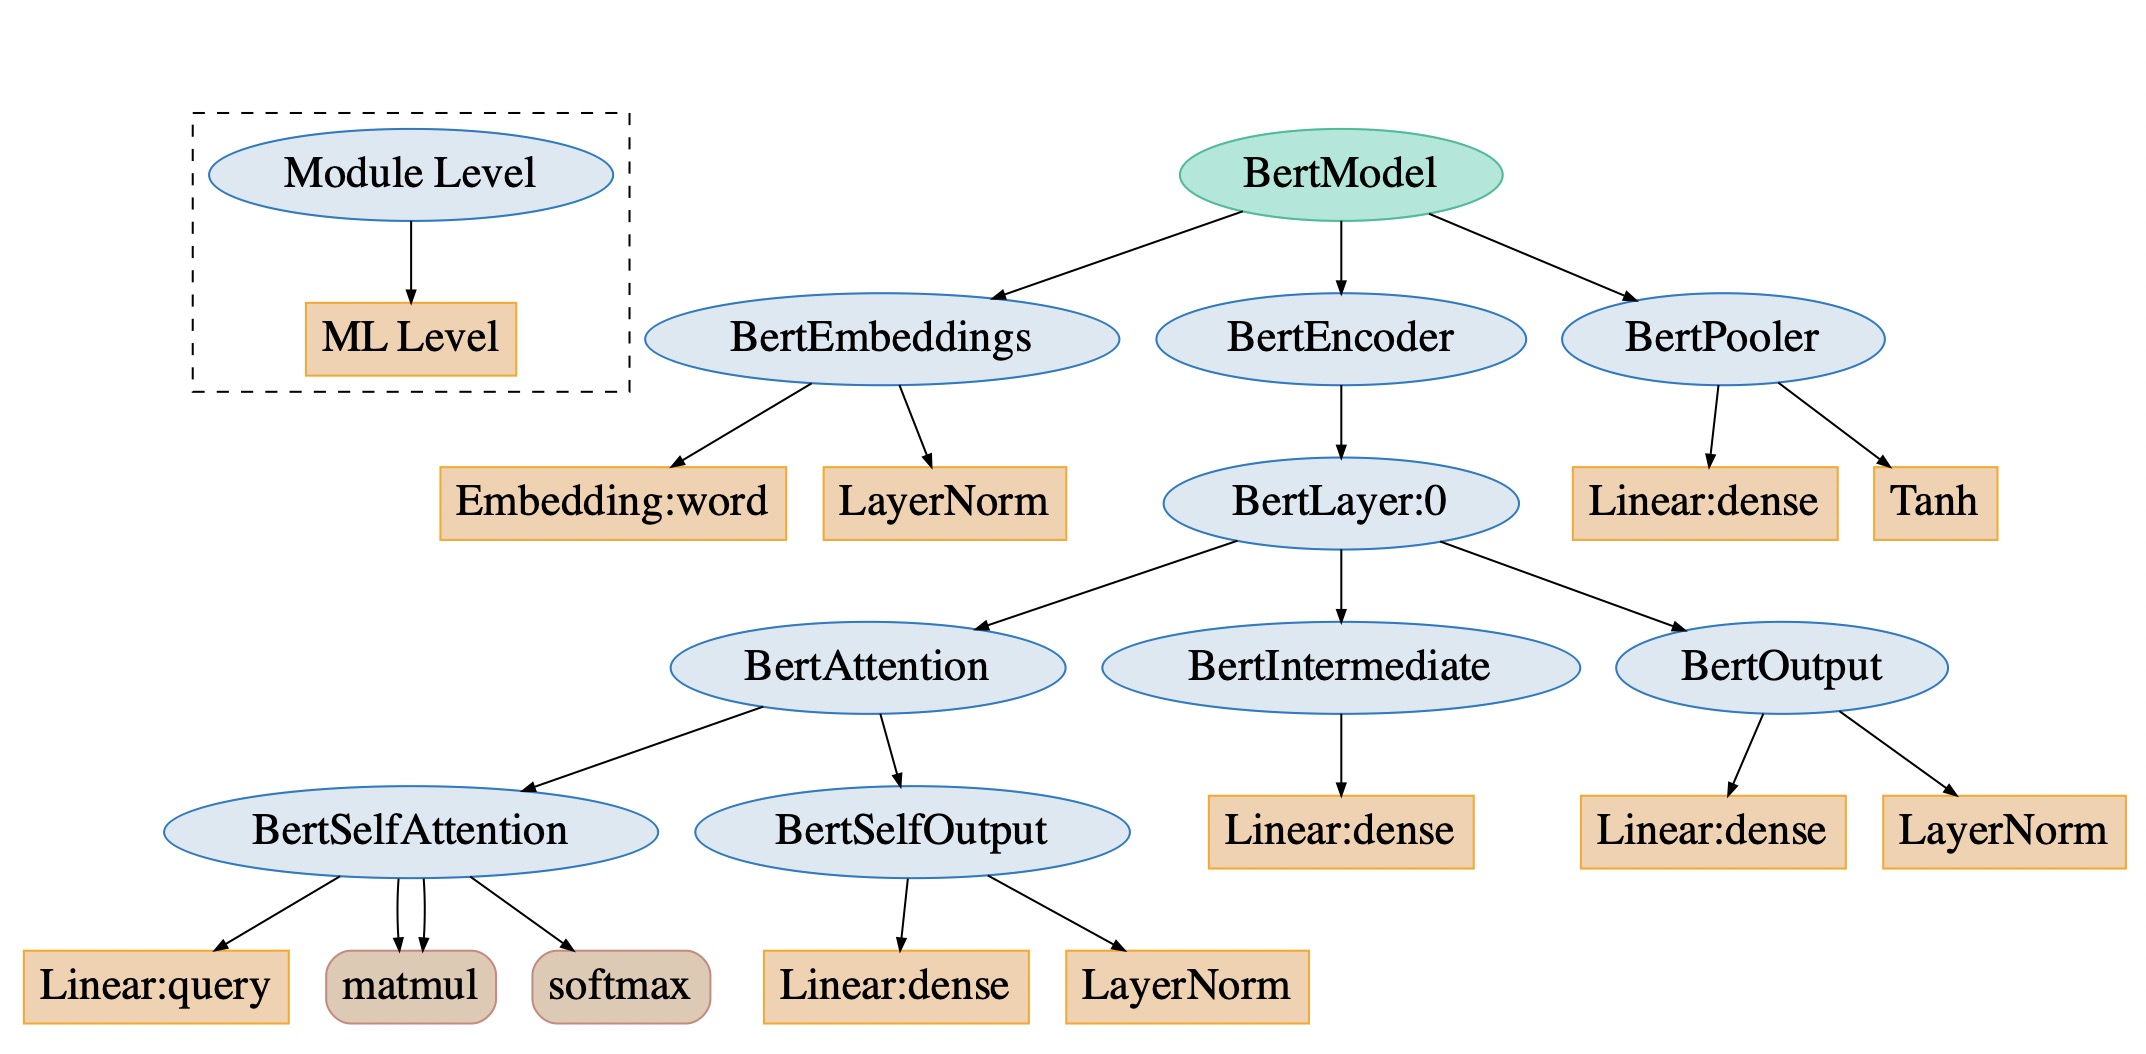 Module Level
BertModel
ML Level
BertEmbeddings
BertEncoder
BertPooler
Embedding:word
LayerNorm
BertLayer:0
Linear:dense
Tanh
BertAttention
BertIntermediate
BertOutput
BertSelfAttention
BertSelfOutput
Linear:dense
Linear:dense
LayerNorm
Linear:query
matmul
softmax
Linear:dense
LayerNorm